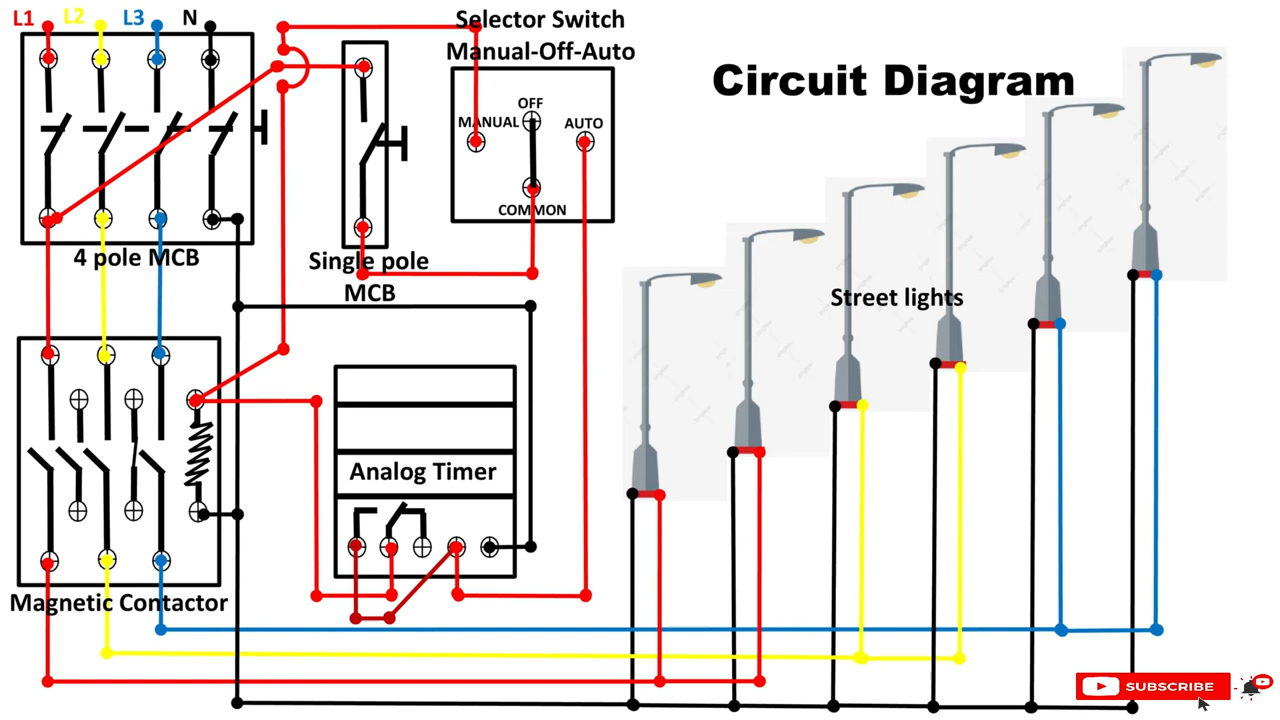 L1 L2 L3 N
Selector Switch
Manual-Off-Auto
Circuit Diagram
OFF
MANUAL
AUTO
COMMON
4 pole MCB
Single pole
MCB
Street lights
Analog Timer
Magnetic Contactor
SUBSCRIBE